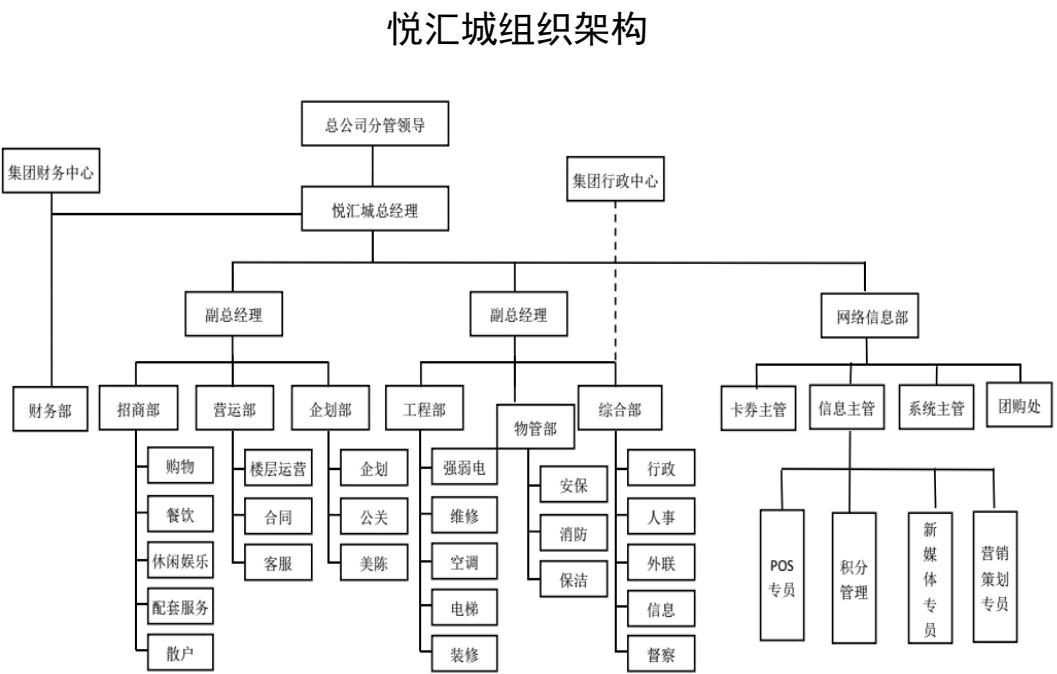 悦汇城组织架构
总公司分管领导
集团财务中心
集团行政中心
悦汇城总经理
副总经理
副总经理
网络信息部
财务部
招商部
营运部
企划部
工程部
物管部
综合部
卡券主管
信息主管
系统主管
团购处
购物
餐饮
休闲娱乐
配套服务
散户
楼层运营
合同
客服
企划
公关
美陈
强弱电
维修
空调
电梯
装修
安保
消防
保洁
行政
人事
外联
信息
督察
POS
专员
积分
管理
新
媒
体
专
员
营销
策划
专员